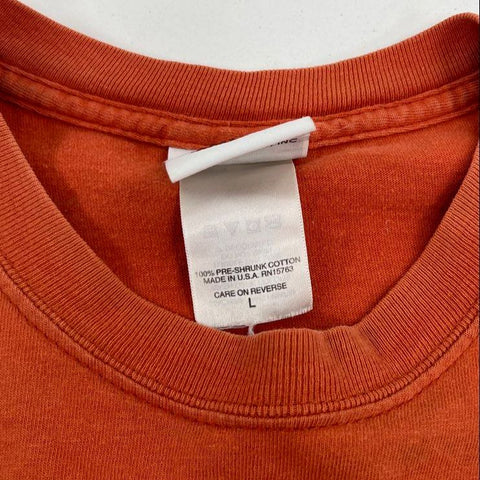 100% PRE-SHRUNK COTTON
MADE IN U.S.A. RN15763
CARE ON REVERSE
L